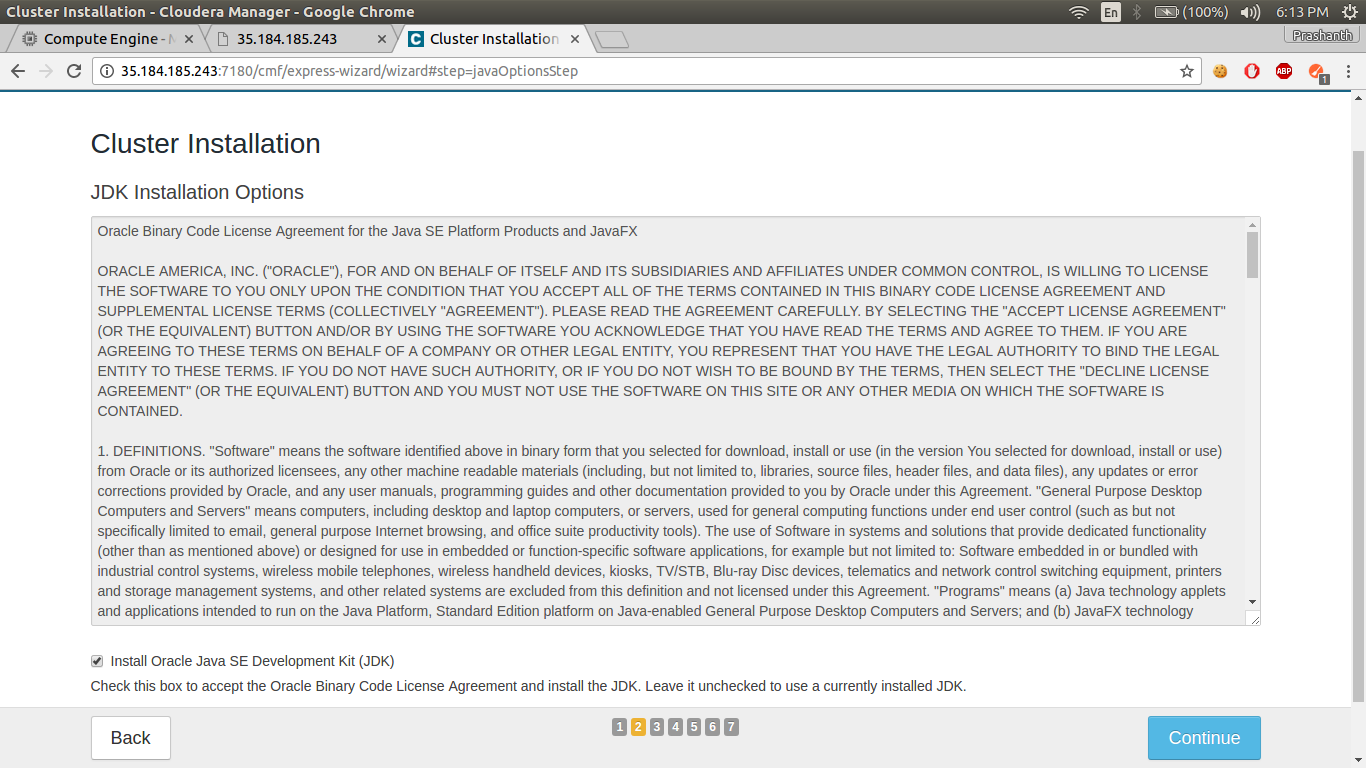 Cluster Installation - Cloudera Manager - Google Chrome
En
(100%)
6:13 PM
Compute Engine - M
35.184.185.243
Cluster Installation
Prashanth
35.184.185.243:7180/cmf/express-wizard/wizard#step=javaOptionsStep
ABP
1
Cluster Installation
JDK Installation Options
Oracle Binary Code License Agreement for the Java SE Platform Products and JavaFX
ORACLE AMERICA, INC. ("ORACLE"), FOR AND ON BEHALF OF ITSELF AND ITS SUBSIDIARIES AND AFFILIATES UNDER COMMON CONTROL, IS WILLING TO LICENSE
THE SOFTWARE TO YOU ONLY UPON THE CONDITION THAT YOU ACCEPT ALL OF THE TERMS CONTAINED IN THIS BINARY CODE LICENSE AGREEMENT AND
SUPPLEMENTAL LICENSE TERMS (COLLECTIVELY "AGREEMENT"). PLEASE READ THE AGREEMENT CAREFULLY. BY SELECTING THE "ACCEPT LICENSE AGREEMENT"
(OR THE EQUIVALENT) BUTTON AND/OR BY USING THE SOFTWARE YOU ACKNOWLEDGE THAT YOU HAVE READ THE TERMS AND AGREE TO THEM. IF YOU ARE
AGREEING TO THESE TERMS ON BEHALF OF A COMPANY OR OTHER LEGAL ENTITY, YOU REPRESENT THAT YOU HAVE THE LEGAL AUTHORITY TO BIND THE LEGAL
ENTITY TO THESE TERMS. IF YOU DO NOT HAVE SUCH AUTHORITY, OR IF YOU DO NOT WISH TO BE BOUND BY THE TERMS, THEN SELECT THE "DECLINE LICENSE
AGREEMENT" (OR THE EQUIVALENT) BUTTON AND YOU MUST NOT USE THE SOFTWARE ON THIS SITE OR ANY OTHER MEDIA ON WHICH THE SOFTWARE IS
CONTAINED.
1. DEFINITIONS. "Software" means the software identified above in binary form that you selected for download, install or use (in the version You selected for download, install or use)
from Oracle or its authorized licensees, any other machine readable materials (including, but not limited to, libraries, source files, header files, and data files), any updates or error
corrections provided by Oracle, and any user manuals, programming guides and other documentation provided to you by Oracle under this Agreement. "General Purpose Desktop
Computers and Servers" means computers, including desktop and laptop computers, or servers, used for general computing functions under end user control (such as but not
specifically limited to email, general purpose Internet browsing, and office suite productivity tools). The use of Software in systems and solutions that provide dedicated functionality
(other than as mentioned above) or designed for use in embedded or function-specific software applications, for example but not limited to: Software embedded in or bundled with
industrial control systems, wireless mobile telephones, wireless handheld devices, kiosks, TV/STB, Blu-ray Disc devices, telematics and network control switching equipment, printers
and storage management systems, and other related systems are excluded from this definition and not licensed under this Agreement. "Programs" means (a) Java technology applets
and applications intended to run on the Java Platform, Standard Edition platform on Java-enabled General Purpose Desktop Computers and Servers; and (b) JavaFX technology
Install Oracle Java SE Development Kit (JDK)
Check this box to accept the Oracle Binary Code License Agreement and install the JDK. Leave it unchecked to use a currently installed JDK.
Back
1 2 3 4 5 6 7
Continue